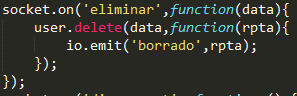 socket.on('eliminar',function(data){
user.delete(data,function(rpta){
io.emit('borrado',rpta);
});
});